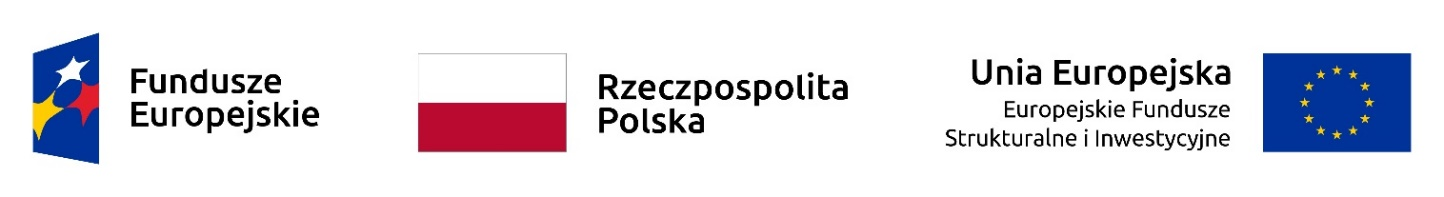 Fundusze
Europejskie
Rzeczpospolita
Polska
Unia Europejska
Europejskie Fundusze
Strukturalne i Inwestycyjne